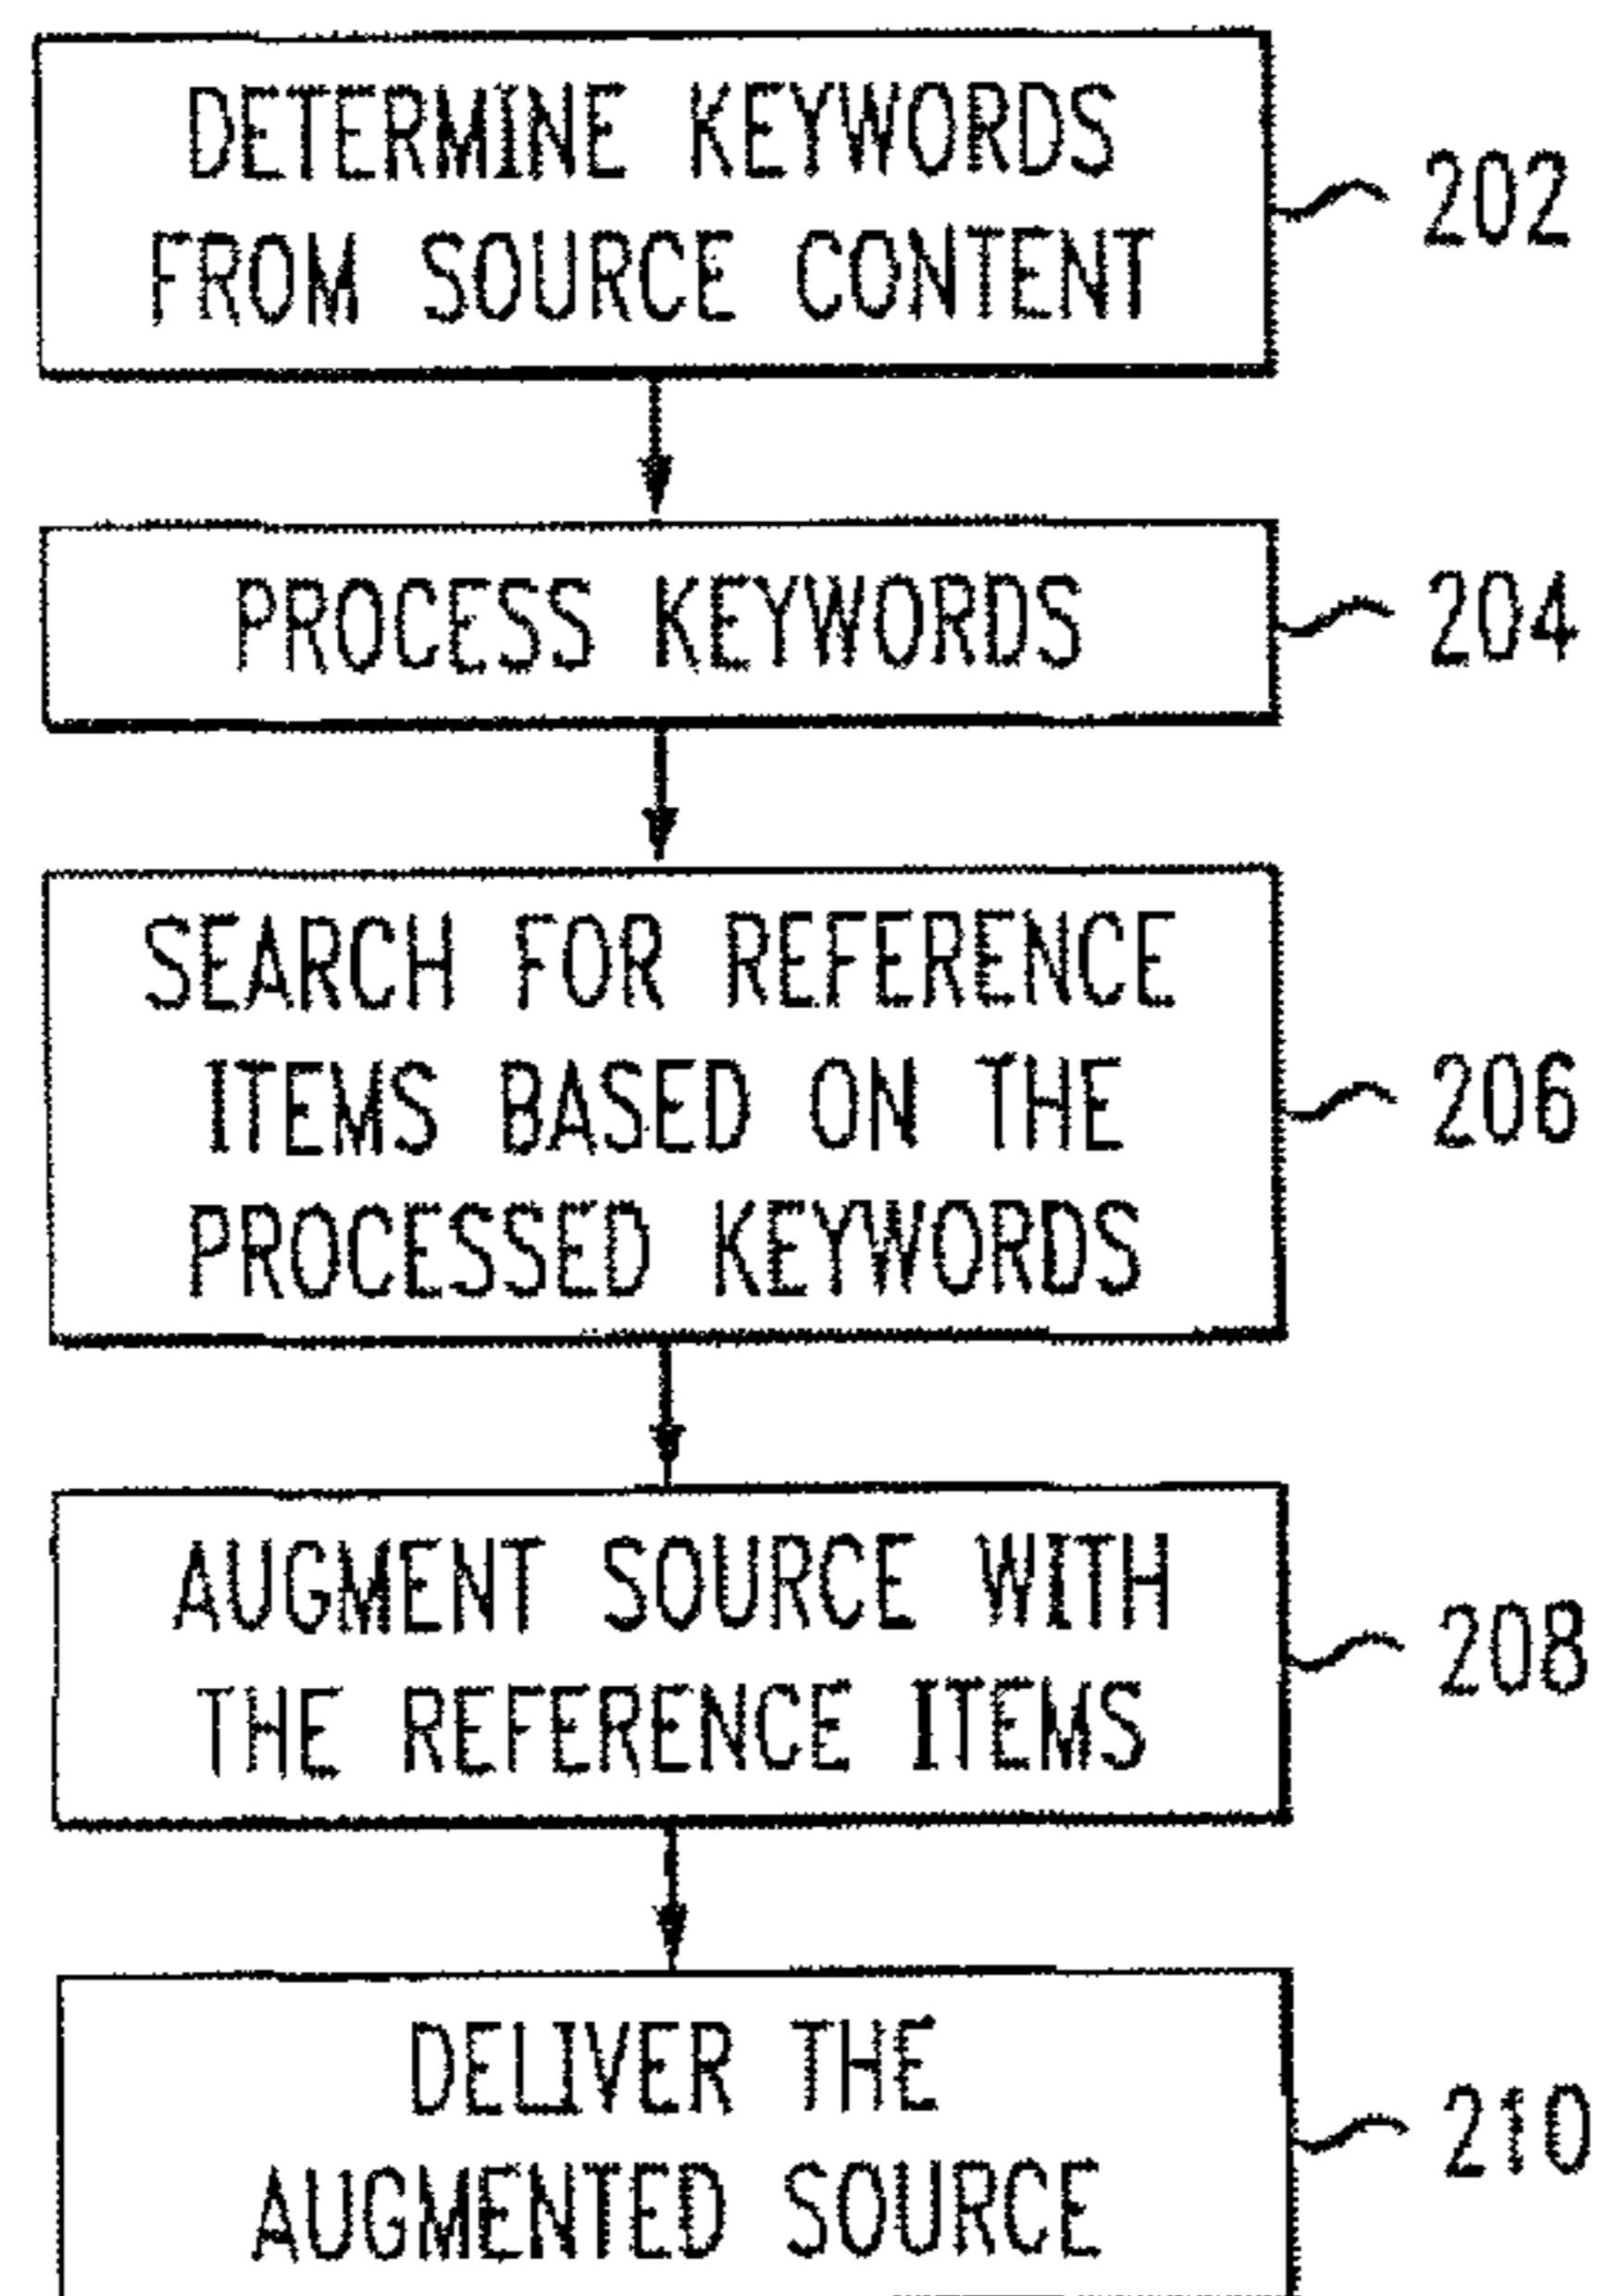 DETERMINE KEYWORDS
FROM SOURCE CONTENT
202
PROCESS KEYWORDS
204
SEARCH FOR REFERENCE
ITEMS BASED ON THE
PROCESSED KEYWORDS
206
AUGMENT SOURCE WITH
THE REFERENCE ITEMS
208
DELIVER THE
AUGMENTED SOURCE
210